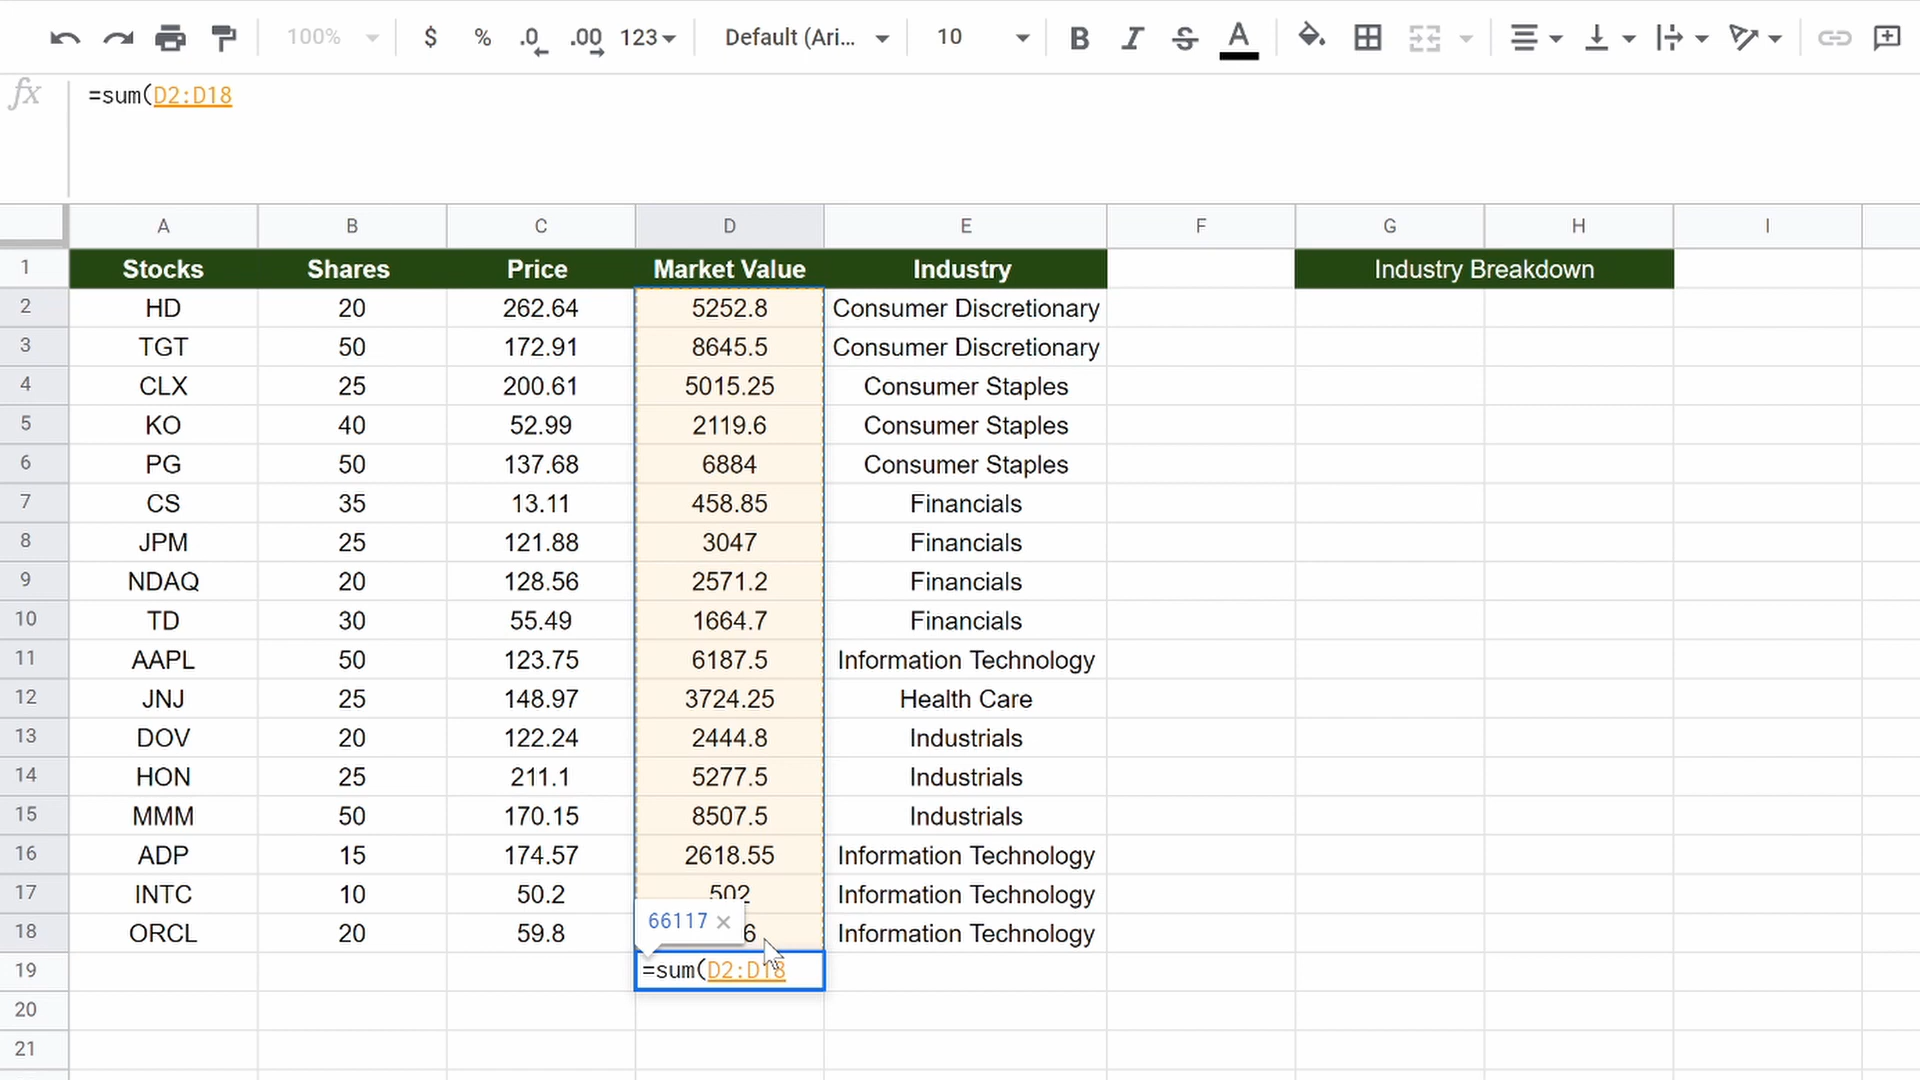 100% $ % .0 .00 123 Default (Ari... 10 B I S A
fx =sum(D2:D18
A B C D E F G H I
1 Stocks Shares Price Market Value Industry Industry Breakdown
2 HD 20 262.64 5252.8 Consumer Discretionary
3 TGT 50 172.91 8645.5 Consumer Discretionary
4 CLX 25 200.61 5015.25 Consumer Staples
5 KO 40 52.99 2119.6 Consumer Staples
6 PG 50 137.68 6884 Consumer Staples
7 CS 35 13.11 458.85 Financials
8 JPM 25 121.88 3047 Financials
9 NDAQ 20 128.56 2571.2 Financials
10 TD 30 55.49 1664.7 Financials
11 AAPL 50 123.75 6187.5 Information Technology
12 JNJ 25 148.97 3724.25 Health Care
13 DOV 20 122.24 2444.8 Industrials
14 HON 25 211.1 5277.5 Industrials
15 MMM 50 170.15 8507.5 Industrials
16 ADP 15 174.57 2618.55 Information Technology
17 INTC 10 50.2 502 Information Technology
66117 ×
18 ORCL 20 59.8 6 Information Technology
19 =sum(D2:D18
20
21